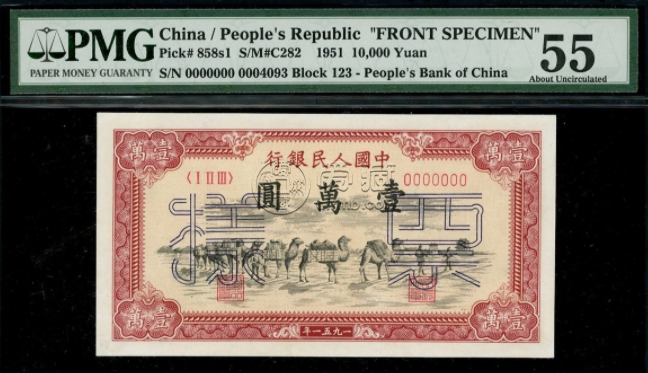 PMG
PAPER MONEY GUARANTY
China / People's Republic "FRONT SPECIMEN"
Pick# 858s1 S/M#C282 1951 10,000 Yuan
S/N 0000000 0004093 Block 123 - People's Bank of China
55
About Uncirculated
壹萬
壹萬
行銀民人國中
〈I II III〉
0000000
圓萬壹
樣
票
壹萬
壹萬
年一五九一